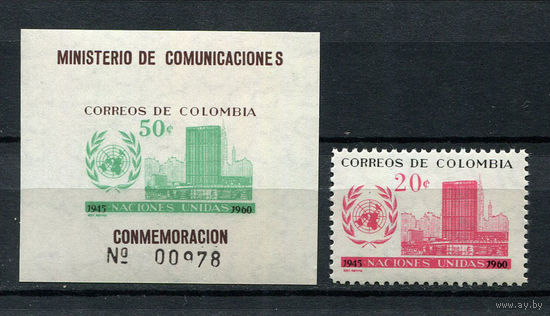 MINISTERIO DE COMUNICACIONES
CORREOS DE COLOMBIA
50¢
1945 NACIONES UNIDAS 1960
CONMEMORACION
Nº 00978
CORREOS DE COLOMBIA
20¢
1945 NACIONES UNIDAS 1960
www.ay.by